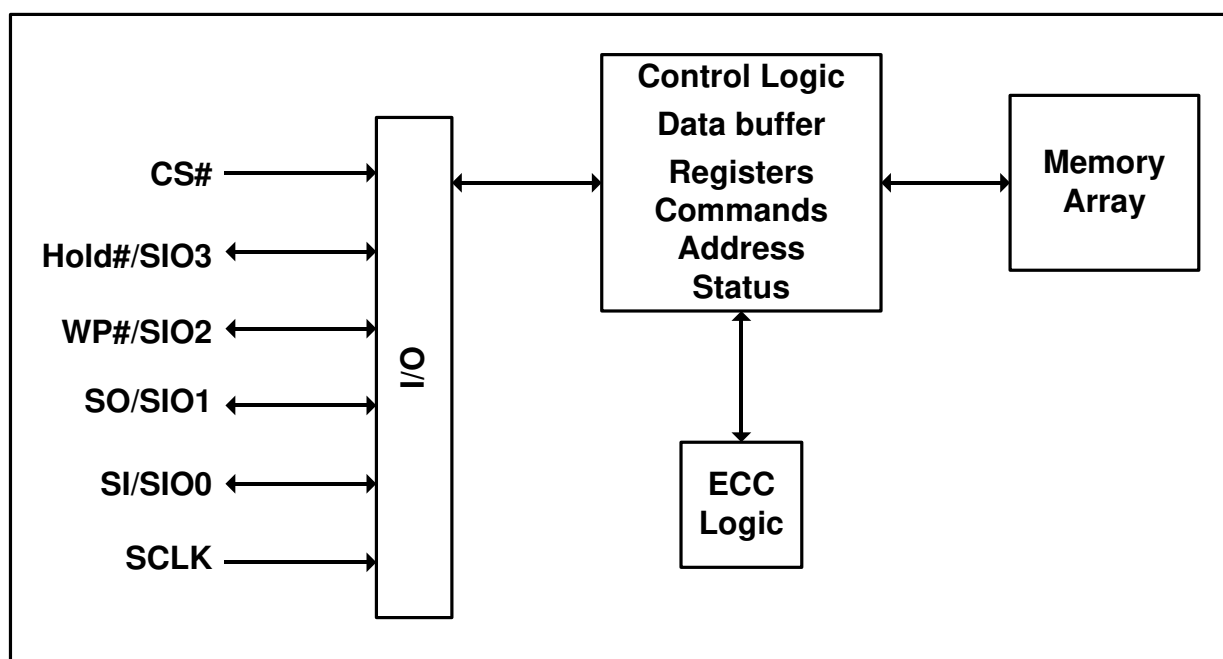 CS#
Hold#/SIO3
WP#/SIO2
SO/SIO1
SI/SIO0
SCLK
I/O
Control Logic
Data buffer
Registers
Commands
Address
Status
Memory
Array
ECC
Logic